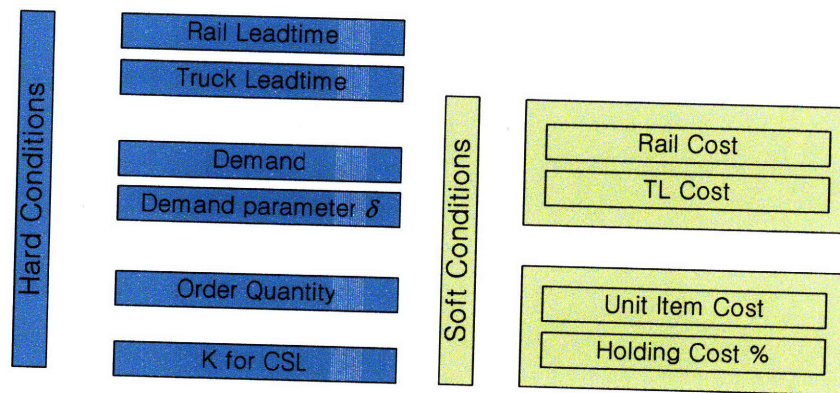 Hard Conditions
Rail Leadtime
Truck Leadtime
Demand
Demand parameter δ
Order Quantity
K for CSL
Soft Conditions
Rail Cost
TL Cost
Unit Item Cost
Holding Cost %